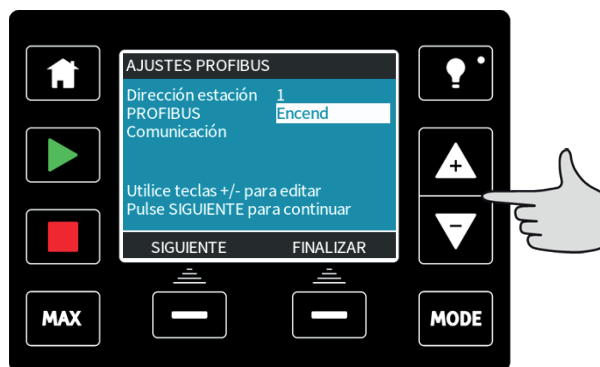 AJUSTES PROFIBUS
Dirección estación 1
PROFIBUS Encend
Comunicación
Utilice teclas +/- para editar
Pulse SIGUIENTE para continuar
SIGUIENTE FINALIZAR
+
-
MAX
MODE